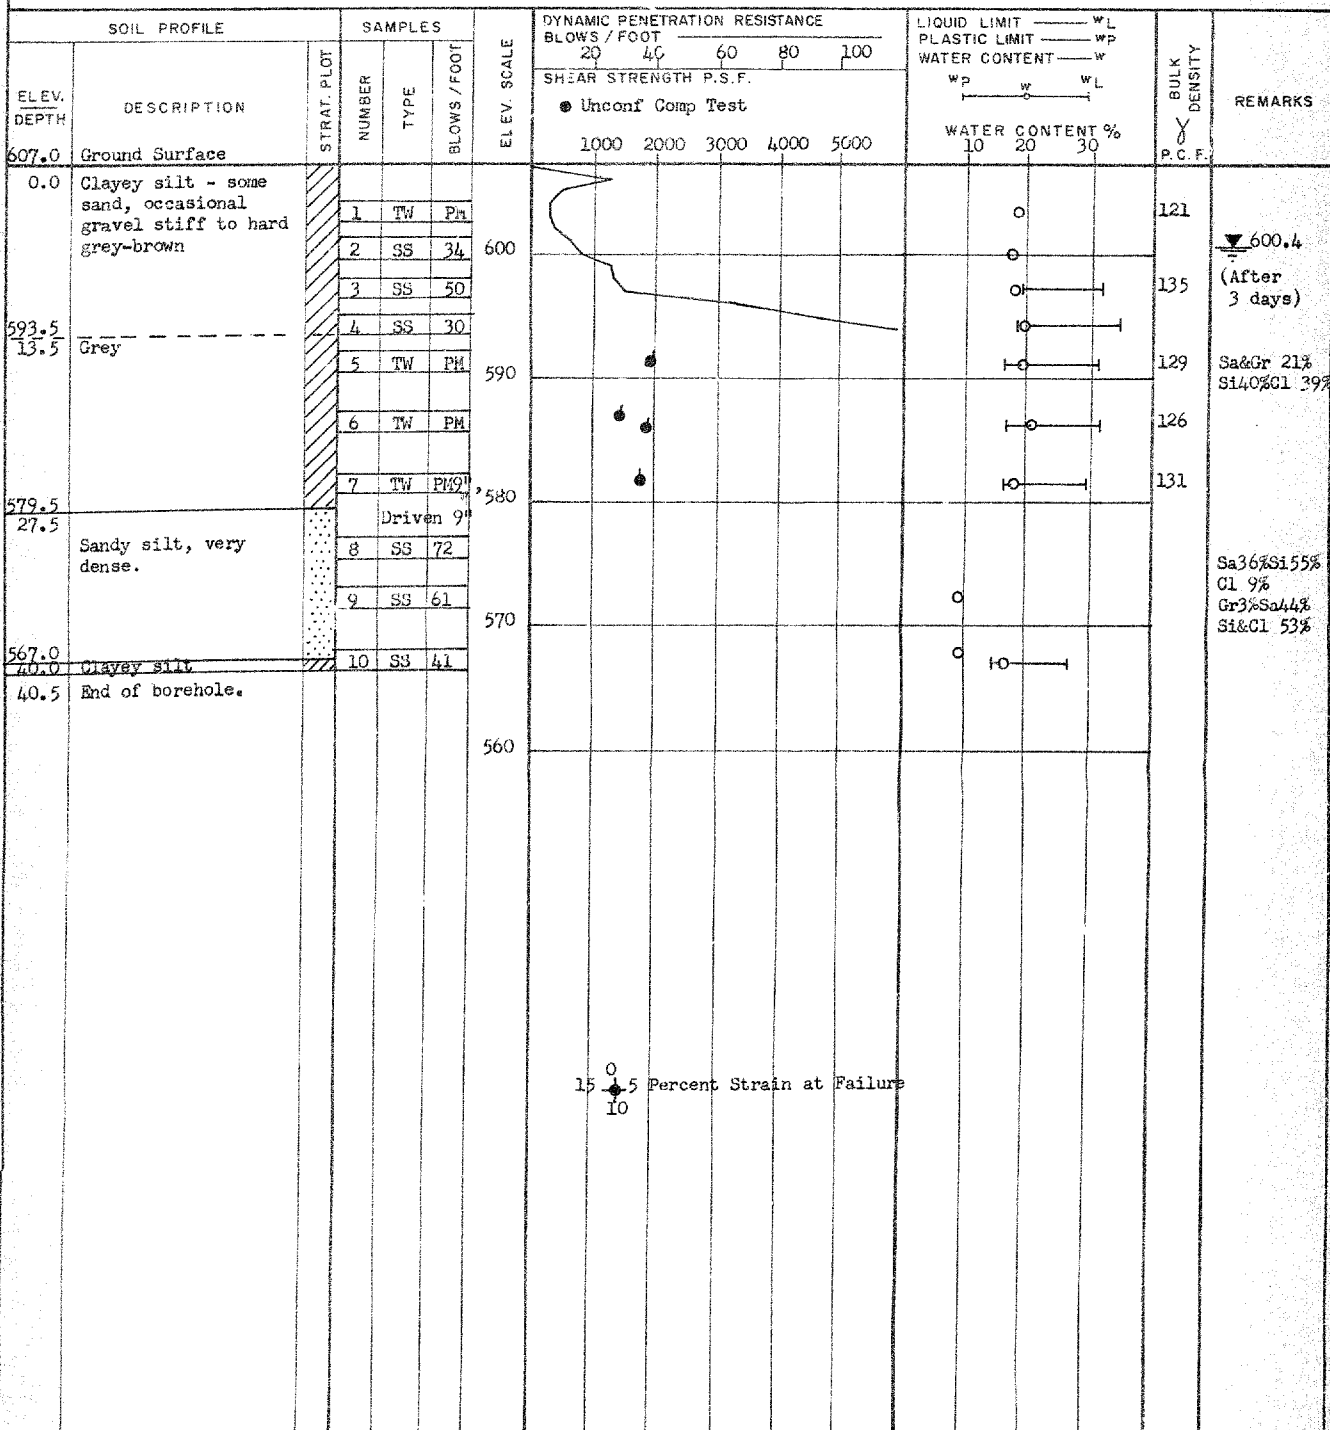 SOIL PROFILE
SAMPLES
ELEV. SCALE
DYNAMIC PENETRATION RESISTANCE
BLOWS / FOOT
20 40 60 80 100
SHEAR STRENGTH P.S.F.
● Unconf Comp Test
1000 2000 3000 4000 5000
LIQUID LIMIT —— wL
PLASTIC LIMIT —— wP
WATER CONTENT —— w
wP w wL
WATER CONTENT %
10 20 30
BULK DENSITY
γ
P.C.F.
REMARKS
ELEV.
DEPTH
DESCRIPTION
STRAT. PLOT
NUMBER
TYPE
BLOWS / FOOT
607.0 Ground Surface
0.0 Clayey silt - some
sand, occasional
gravel stiff to hard
grey-brown
1 TW PM 121
2 SS 34 600 600.4
3 SS 50 135 (After
3 days)
4 SS 30
593.5
13.5 Grey
5 TW PM 129 Sa&Gr 21%
590 Si40%Cl 39%
6 TW PM 126
7 TW PM9", 131
580
579.5
27.5 Driven 9"
Sandy silt, very
dense.
8 SS 72
Sa36%Si55%
Cl 9%
9 SS 61 Gr3%Sa44%
570 Si&Cl 53%
567.0
40.0 Clayey silt 10 SS 41
40.5 End of borehole.
560
0
15 5 Percent Strain at Failure
10